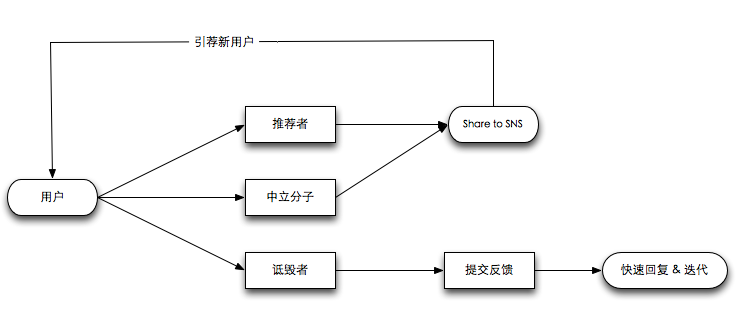 引荐新用户
推荐者
Share to SNS
用户
中立分子
诋毁者
提交反馈
快速回复 & 迭代